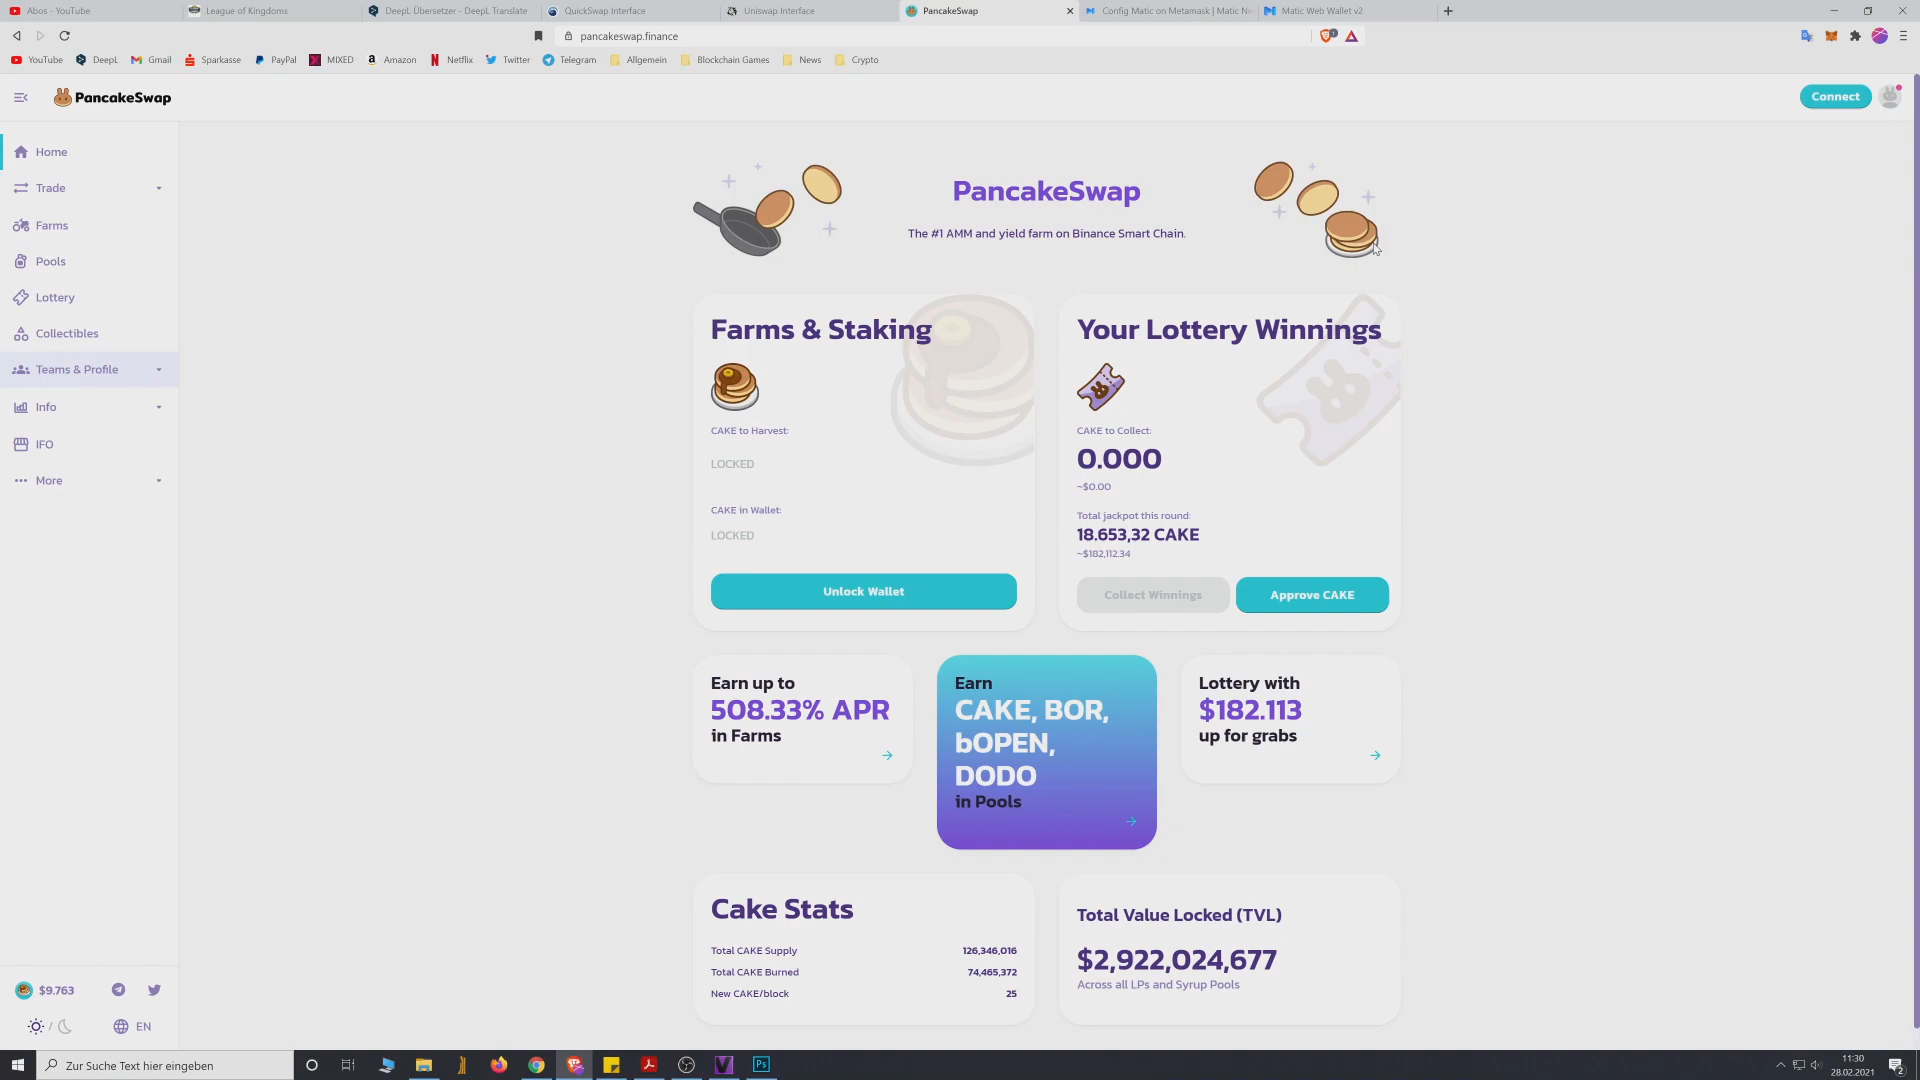 Abos - YouTube
League of Kingdoms
DeepL Übersetzer - DeepL Translate
QuickSwap Interface
Uniswap Interface
PancakeSwap
Config Matic on Metamask | Matic Ne
Matic Web Wallet v2
pancakeswap.finance
1
YouTube
DeepL
Gmail
Sparkasse
PayPal
MIXED
Amazon
Netflix
Twitter
Telegram
Allgemein
Blockchain Games
News
Crypto
PancakeSwap
Connect
Home
Trade
Farms
Pools
Lottery
Collectibles
Teams & Profile
Info
IFO
More
$9.763
/
EN
PancakeSwap
The #1 AMM and yield farm on Binance Smart Chain.
Farms & Staking
CAKE to Harvest:
LOCKED
CAKE in Wallet:
LOCKED
Unlock Wallet
Your Lottery Winnings
CAKE to Collect:
0.000
~$0.00
Total jackpot this round:
18.653,32 CAKE
~$182,112.34
Collect Winnings
Approve CAKE
Earn up to
508.33% APR
in Farms
Earn
CAKE, BOR,
bOPEN,
DODO
in Pools
Lottery with
$182.113
up for grabs
Cake Stats
Total CAKE Supply
126,346,016
Total CAKE Burned
74,465,372
New CAKE/block
25
Total Value Locked (TVL)
$2,922,024,677
Across all LPs and Syrup Pools
Zur Suche Text hier eingeben
Ps
11:30
28.02.2021
2